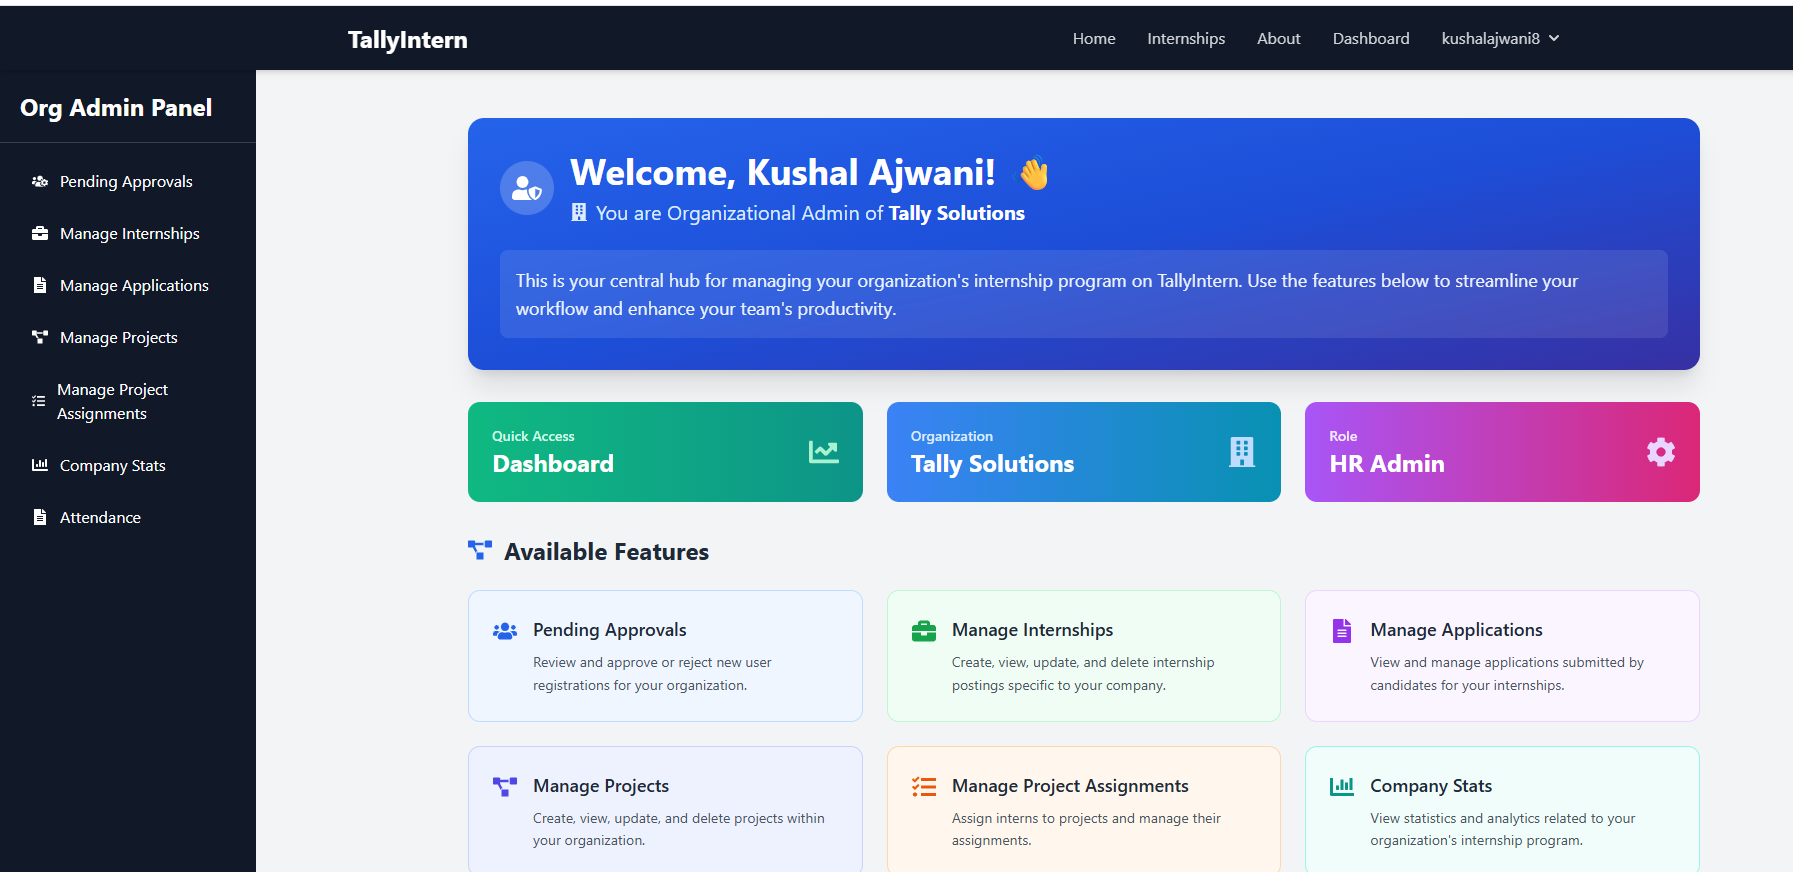 TallyIntern
Home
Internships
About
Dashboard
kushalajwani8
Org Admin Panel
Pending Approvals
Manage Internships
Manage Applications
Manage Projects
Manage Project
Assignments
Company Stats
Attendance
Welcome, Kushal Ajwani! 👋
You are Organizational Admin of Tally Solutions
This is your central hub for managing your organization's internship program on TallyIntern. Use the features below to streamline your
workflow and enhance your team's productivity.
Quick Access
Dashboard
Organization
Tally Solutions
Role
HR Admin
Available Features
Pending Approvals
Review and approve or reject new user
registrations for your organization.
Manage Internships
Create, view, update, and delete internship
postings specific to your company.
Manage Applications
View and manage applications submitted by
candidates for your internships.
Manage Projects
Create, view, update, and delete projects within
your organization.
Manage Project Assignments
Assign interns to projects and manage their
assignments.
Company Stats
View statistics and analytics related to your
organization's internship program.